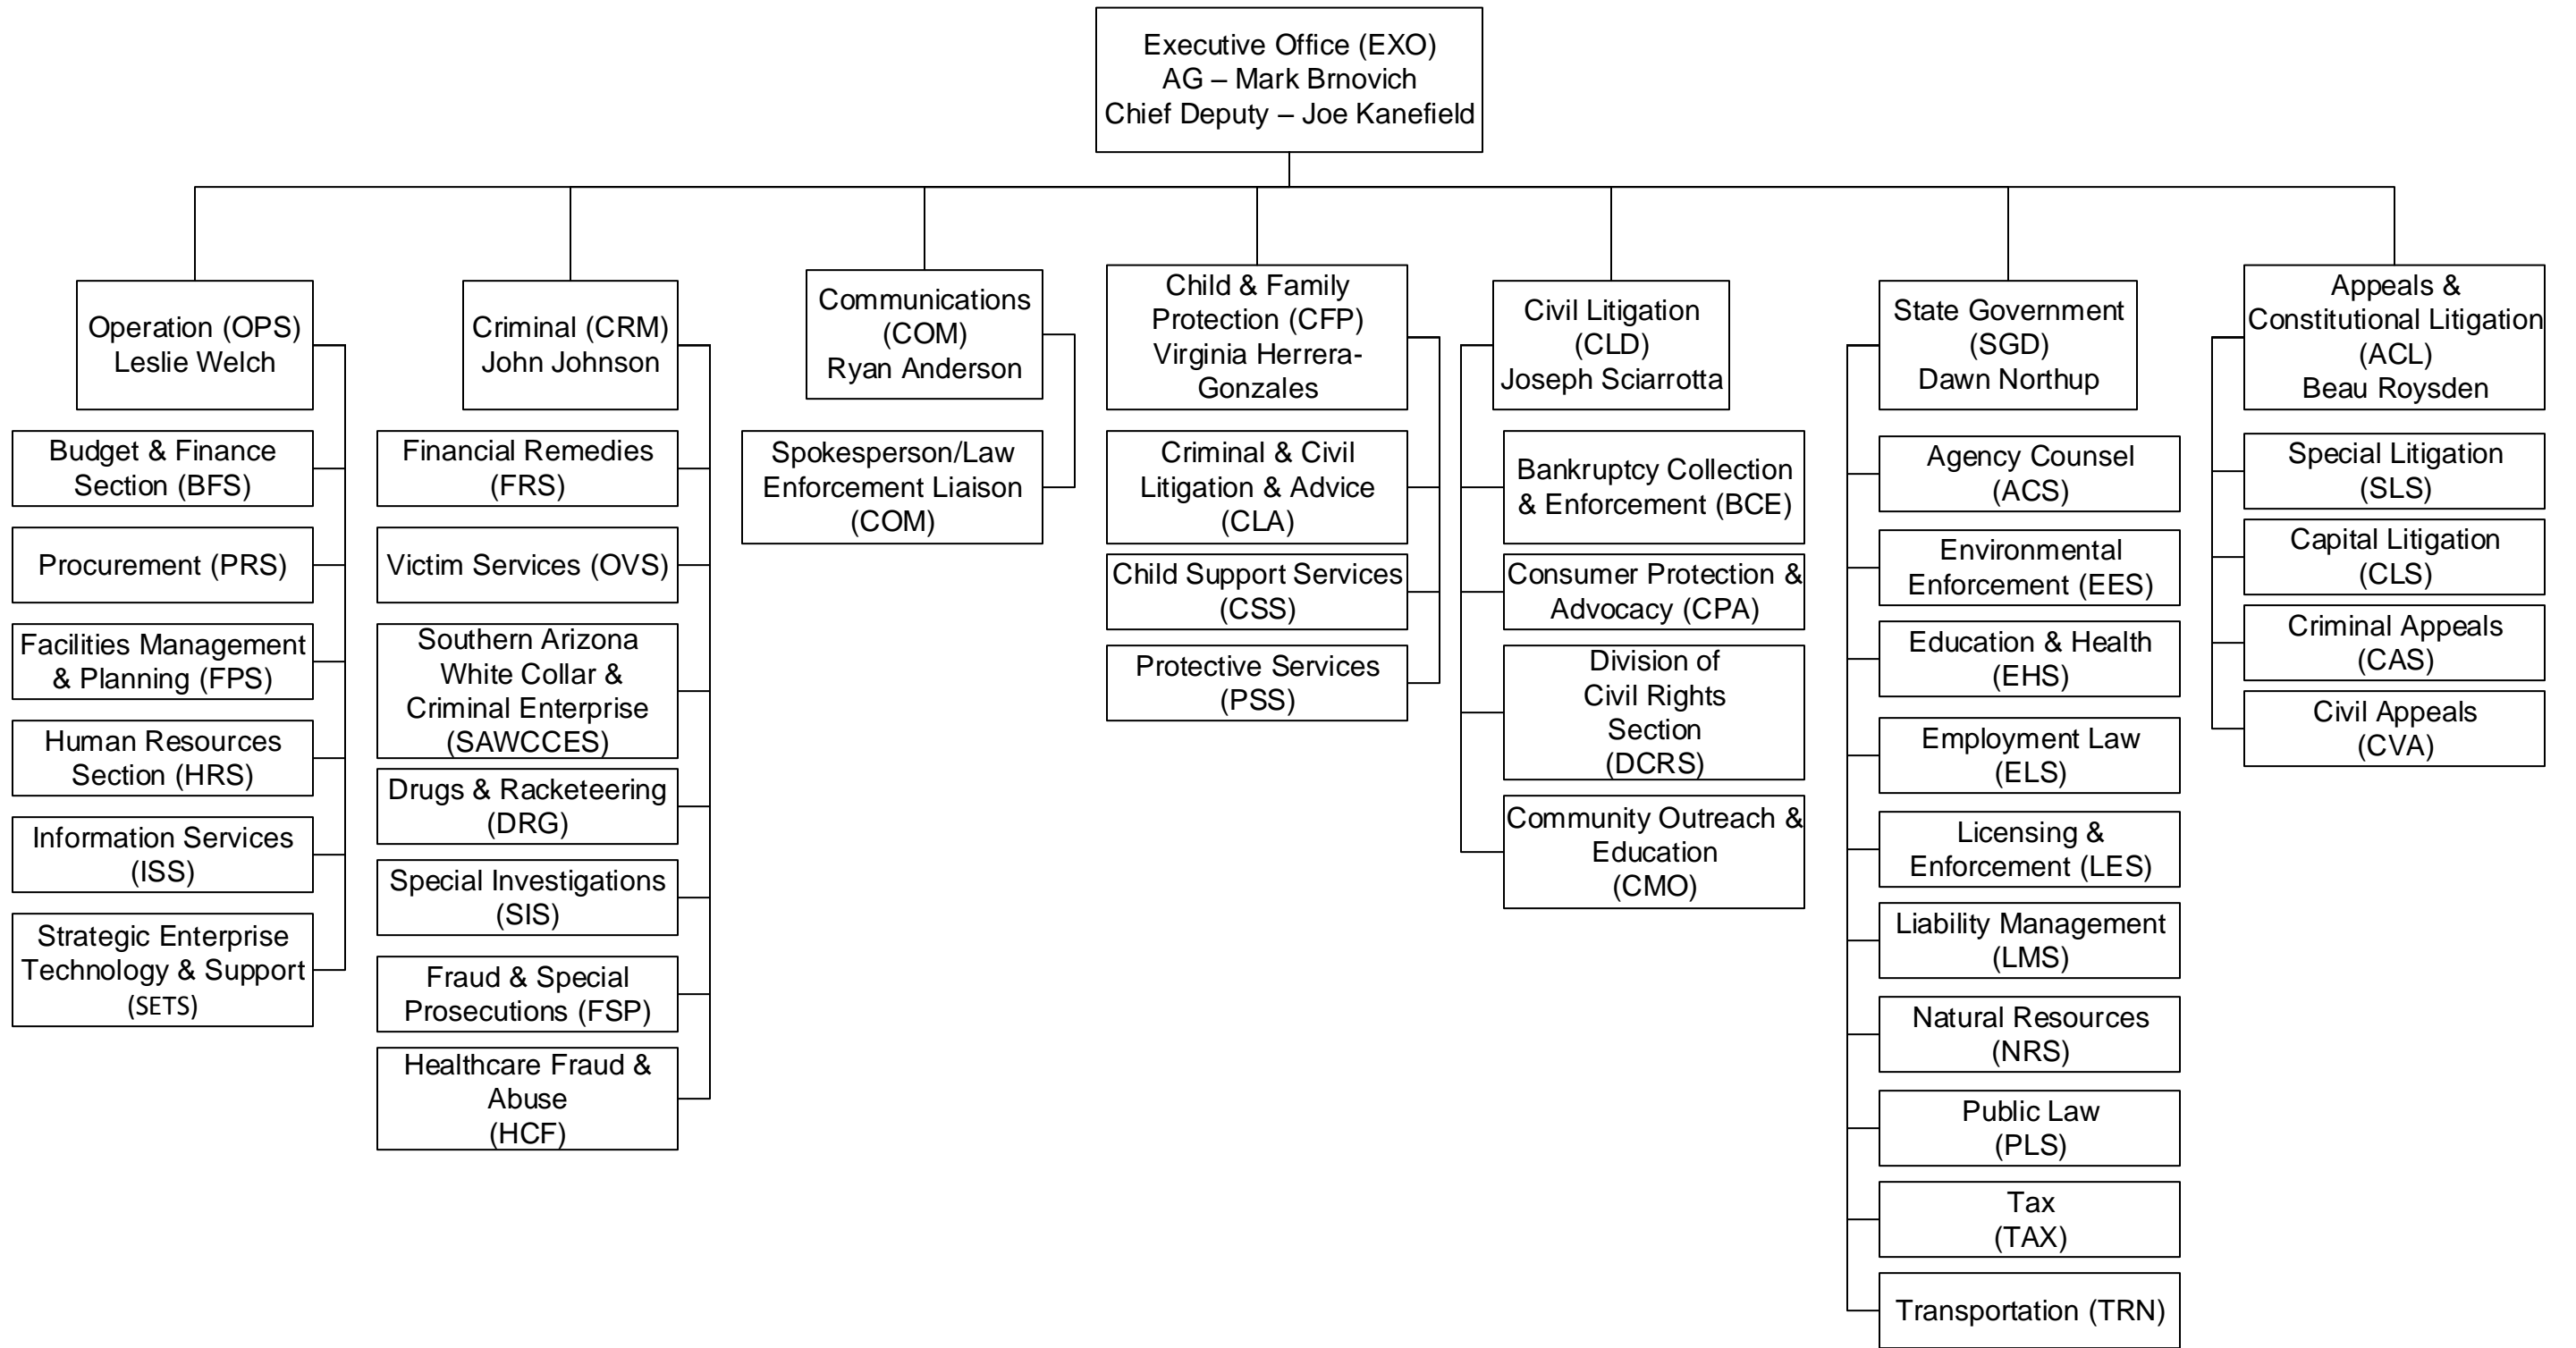 Executive Office (EXO)
AG – Mark Brnovich
Chief Deputy – Joe Kanefield
Operation (OPS)
Leslie Welch
Budget & Finance
Section (BFS)
Procurement (PRS)
Facilities Management
& Planning (FPS)
Human Resources
Section (HRS)
Information Services
(ISS)
Strategic Enterprise
Technology & Support
(SETS)
Criminal (CRM)
John Johnson
Financial Remedies
(FRS)
Victim Services (OVS)
Southern Arizona
White Collar &
Criminal Enterprise
(SAWCCES)
Drugs & Racketeering
(DRG)
Special Investigations
(SIS)
Fraud & Special
Prosecutions (FSP)
Healthcare Fraud &
Abuse
(HCF)
Communications
(COM)
Ryan Anderson
Spokesperson/Law
Enforcement Liaison
(COM)
Child & Family
Protection (CFP)
Virginia Herrera-
Gonzales
Criminal & Civil
Litigation & Advice
(CLA)
Child Support Services
(CSS)
Protective Services
(PSS)
Civil Litigation
(CLD)
Joseph Sciarrotta
Bankruptcy Collection
& Enforcement (BCE)
Consumer Protection &
Advocacy (CPA)
Division of
Civil Rights
Section
(DCRS)
Community Outreach &
Education
(CMO)
State Government
(SGD)
Dawn Northup
Agency Counsel
(ACS)
Environmental
Enforcement (EES)
Education & Health
(EHS)
Employment Law
(ELS)
Licensing &
Enforcement (LES)
Liability Management
(LMS)
Natural Resources
(NRS)
Public Law
(PLS)
Tax
(TAX)
Transportation (TRN)
Appeals &
Constitutional Litigation
(ACL)
Beau Roysden
Special Litigation
(SLS)
Capital Litigation
(CLS)
Criminal Appeals
(CAS)
Civil Appeals
(CVA)